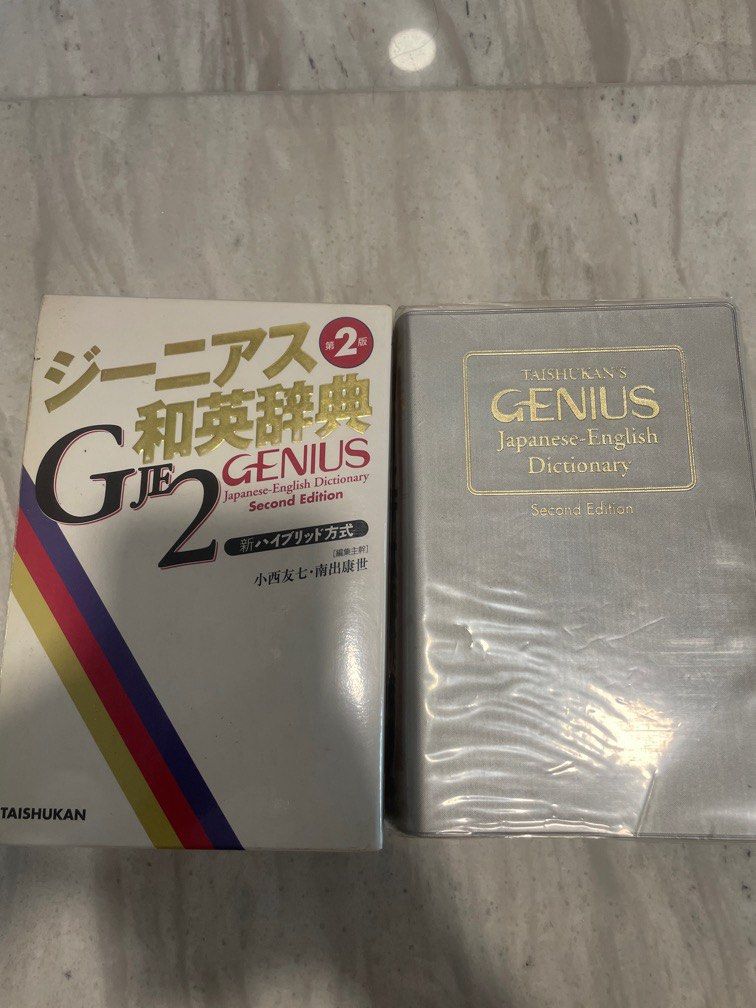 ジーニアス
第2版
和英辞典
GJE2
GENIUS
Japanese-English Dictionary
Second Edition
新ハイブリッド方式
[編集主幹]
小西友七・南出康世
TAISHUKAN
TAISHUKAN'S
GENIUS
Japanese-English
Dictionary
Second Edition